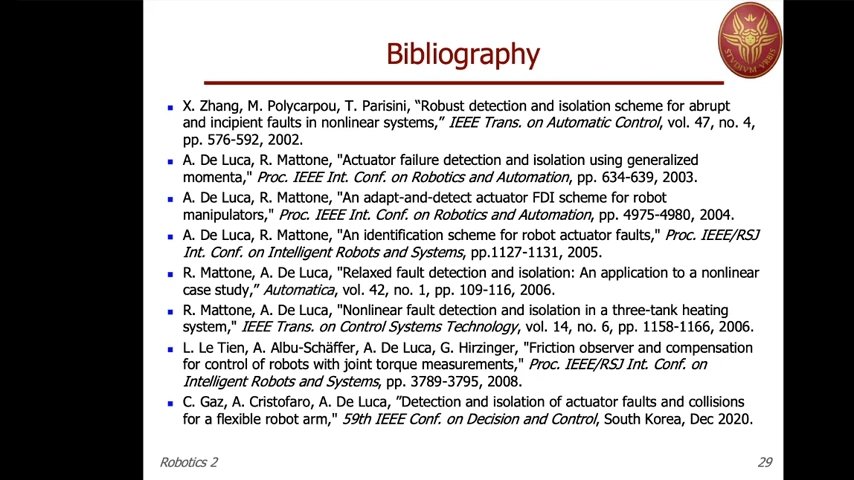 Bibliography
STVDIVM VRBIS
▪ X. Zhang, M. Polycarpou, T. Parisini, “Robust detection and isolation scheme for abrupt
and incipient faults in nonlinear systems,” IEEE Trans. on Automatic Control, vol. 47, no. 4,
pp. 576-592, 2002.
▪ A. De Luca, R. Mattone, "Actuator failure detection and isolation using generalized
momenta," Proc. IEEE Int. Conf. on Robotics and Automation, pp. 634-639, 2003.
▪ A. De Luca, R. Mattone, "An adapt-and-detect actuator FDI scheme for robot
manipulators," Proc. IEEE Int. Conf. on Robotics and Automation, pp. 4975-4980, 2004.
▪ A. De Luca, R. Mattone, "An identification scheme for robot actuator faults," Proc. IEEE/RSJ
Int. Conf. on Intelligent Robots and Systems, pp.1127-1131, 2005.
▪ R. Mattone, A. De Luca, "Relaxed fault detection and isolation: An application to a nonlinear
case study,” Automatica, vol. 42, no. 1, pp. 109-116, 2006.
▪ R. Mattone, A. De Luca, "Nonlinear fault detection and isolation in a three-tank heating
system," IEEE Trans. on Control Systems Technology, vol. 14, no. 6, pp. 1158-1166, 2006.
▪ L. Le Tien, A. Albu-Schäffer, A. De Luca, G. Hirzinger, "Friction observer and compensation
for control of robots with joint torque measurements," Proc. IEEE/RSJ Int. Conf. on
Intelligent Robots and Systems, pp. 3789-3795, 2008.
▪ C. Gaz, A. Cristofaro, A. De Luca, ”Detection and isolation of actuator faults and collisions
for a flexible robot arm," 59th IEEE Conf. on Decision and Control, South Korea, Dec 2020.
Robotics 2
29